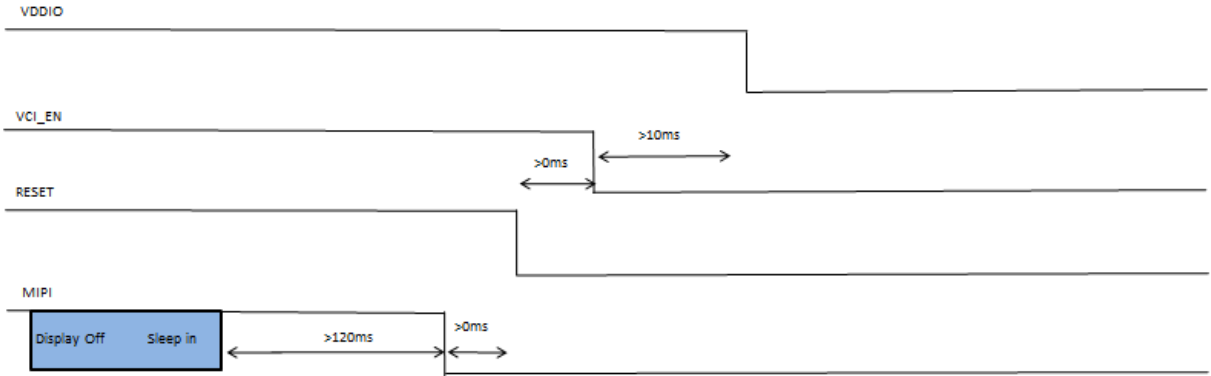 VDDIO
VCI_EN
>10ms
>0ms
RESET
MIPI
Display Off Sleep in
>120ms
>0ms